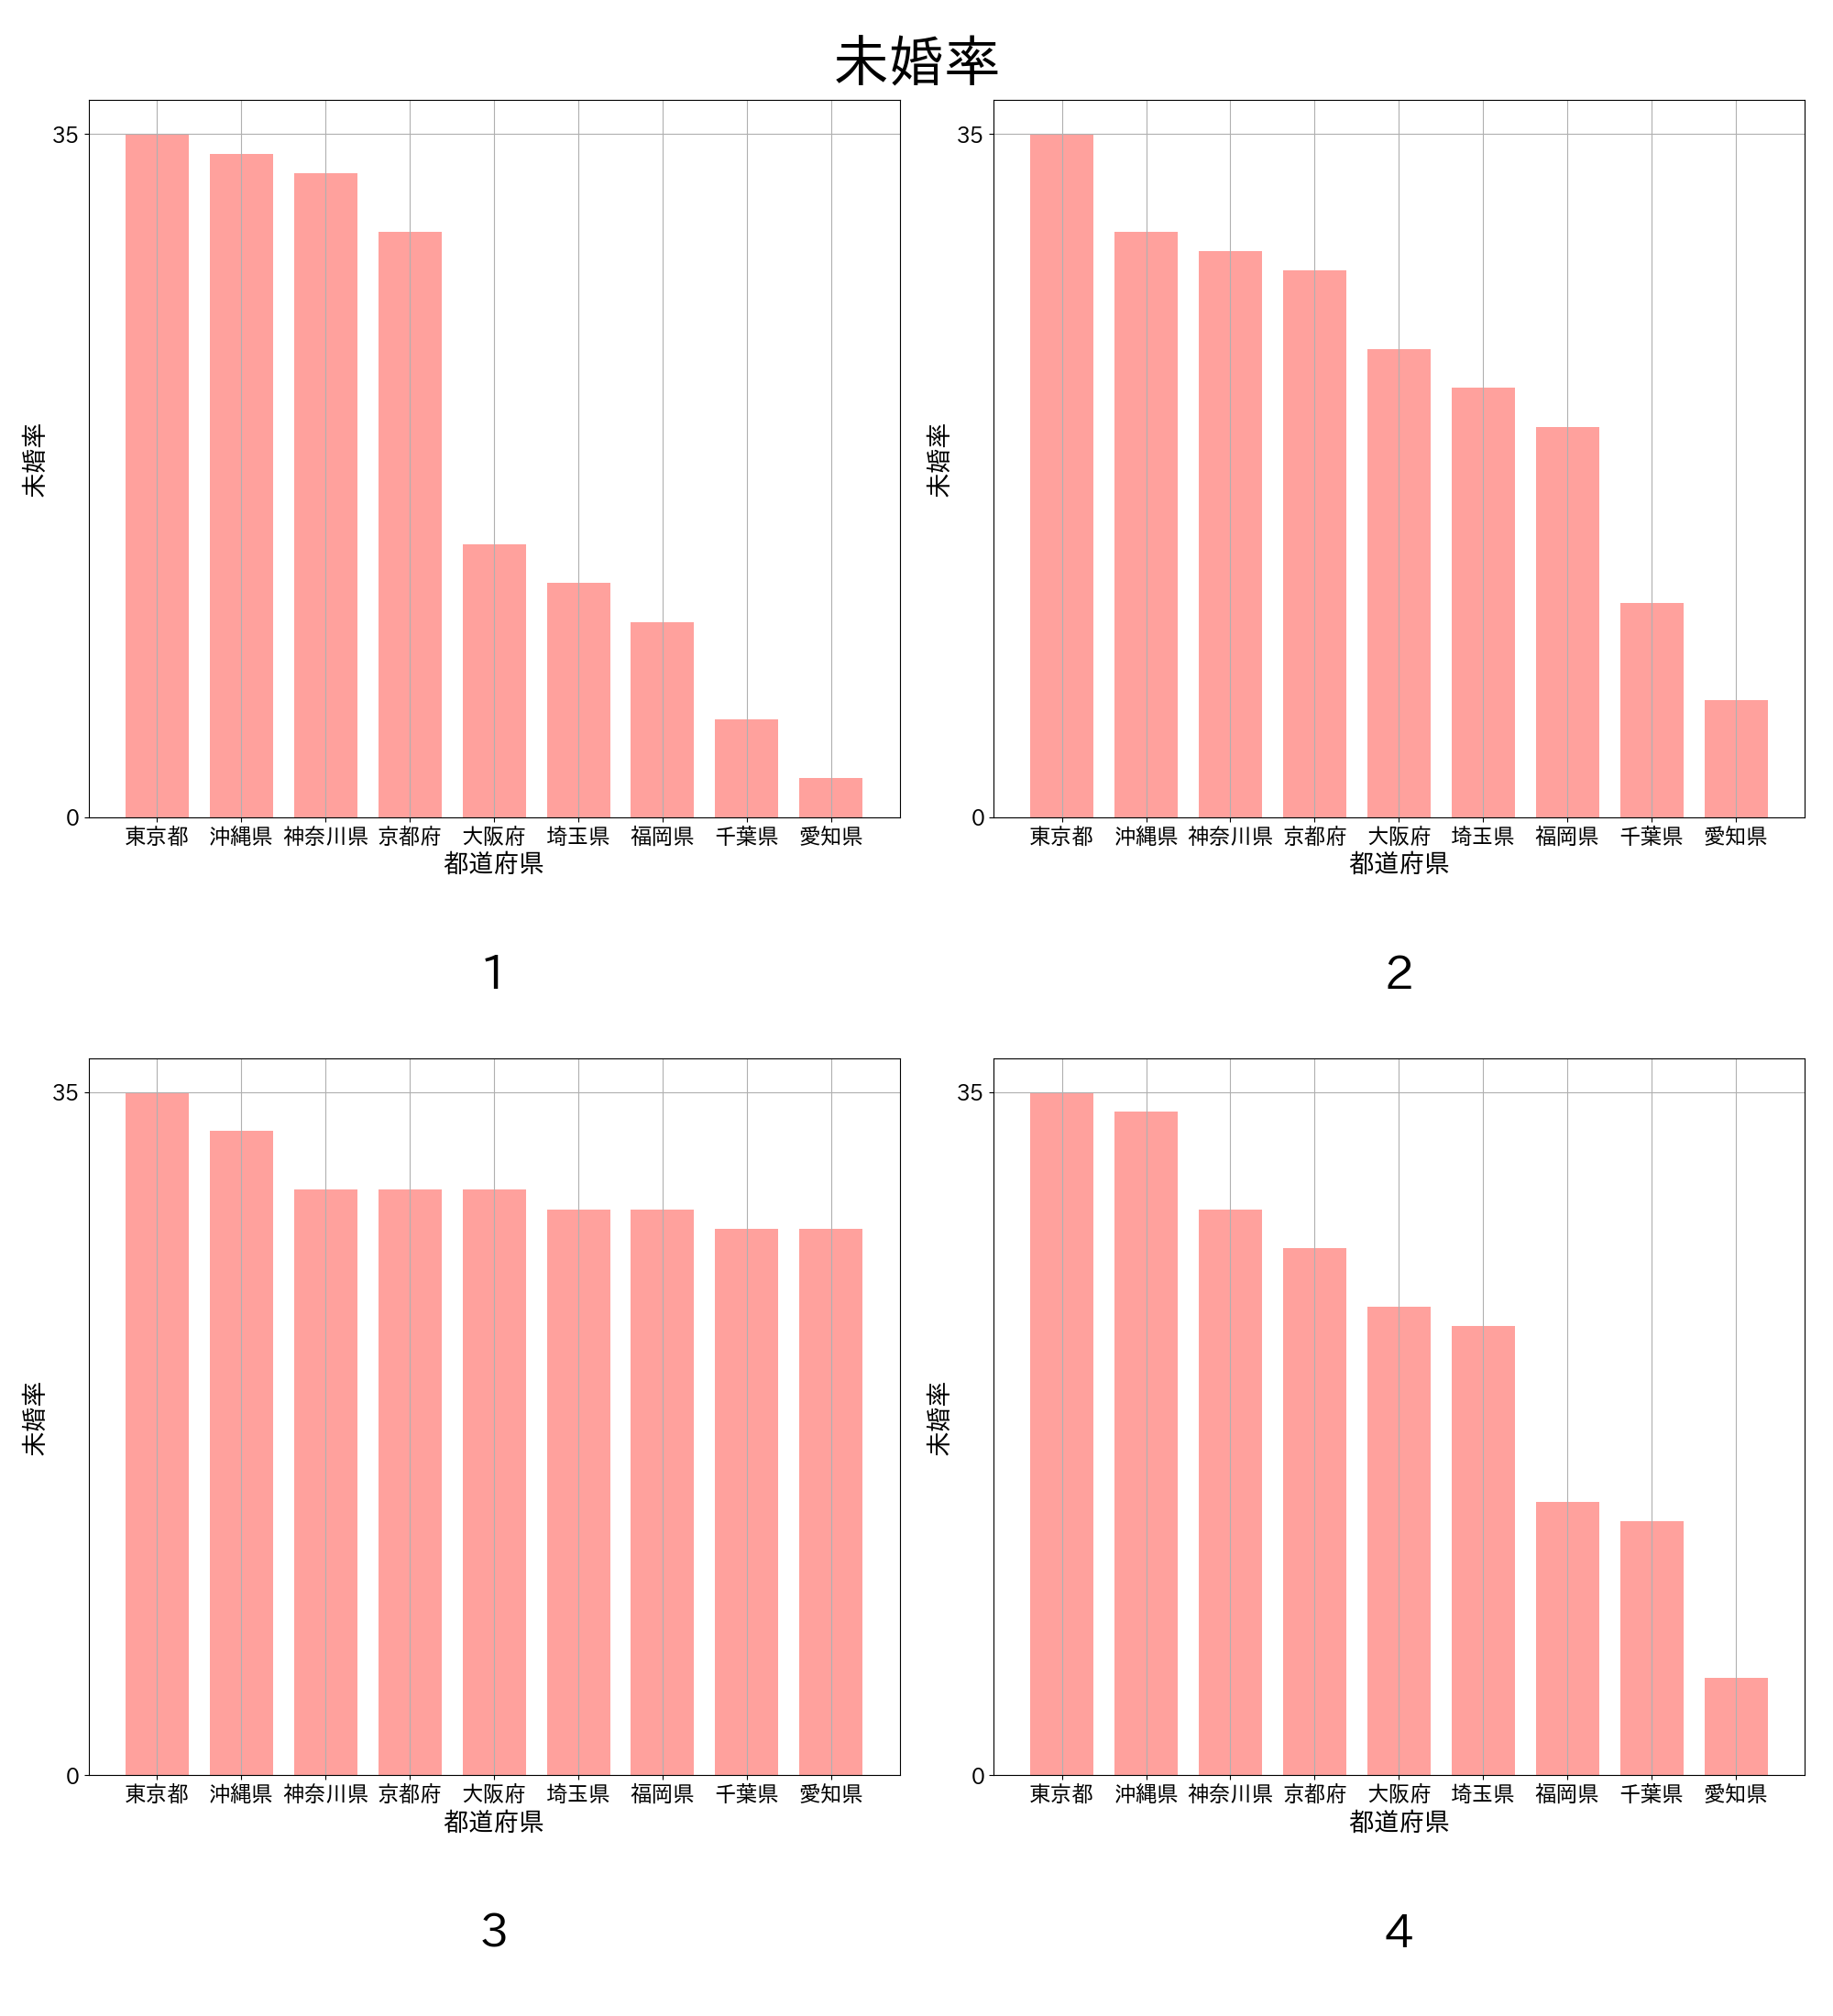 未婚率
35
0
未婚率
東京都 沖縄県 神奈川県 京都府 大阪府 埼玉県 福岡県 千葉県 愛知県
都道府県
1
35
0
未婚率
東京都 沖縄県 神奈川県 京都府 大阪府 埼玉県 福岡県 千葉県 愛知県
都道府県
2
35
0
未婚率
東京都 沖縄県 神奈川県 京都府 大阪府 埼玉県 福岡県 千葉県 愛知県
都道府県
3
35
0
未婚率
東京都 沖縄県 神奈川県 京都府 大阪府 埼玉県 福岡県 千葉県 愛知県
都道府県
4